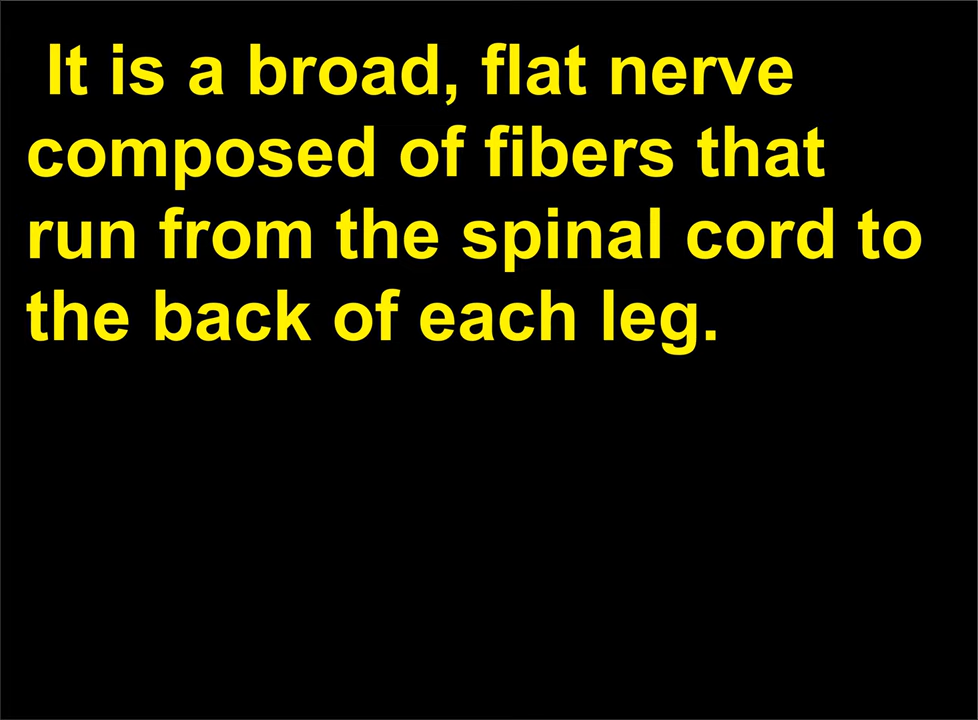 It is a broad, flat nerve
composed of fibers that
run from the spinal cord to
the back of each leg.